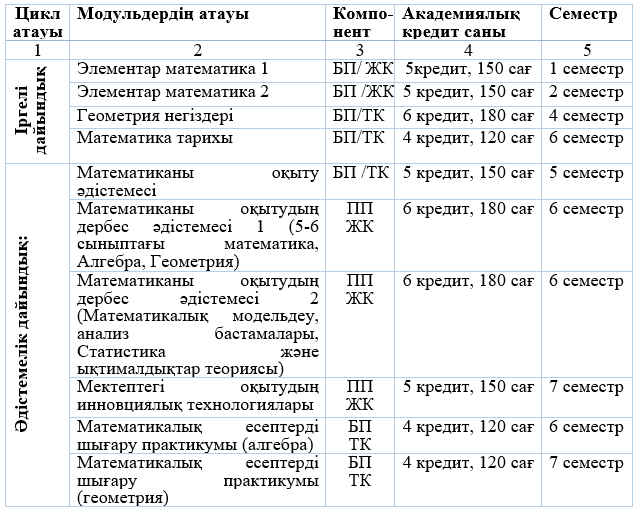 Цикл атауы Модульдердің атауы Компо-нент Академиялық кредит саны Семестр
1 2 3 4 5
Іргелі дайындық
Элементар математика 1 БП/ ЖК 5кредит, 150 сағ 1 семестр
Элементар математика 2 БП /ЖК 5 кредит, 150 сағ 2 семестр
Геометрия негіздері БП/ТК 6 кредит, 180 сағ 4 семестр
Математика тарихы БП/ТК 4 кредит, 120 сағ 6 семестр
Әдістемелік дайындық:
Математиканы оқыту БП /ТК 5 кредит, 150 сағ 5 семестр
әдістемесі
Математиканы оқытудың ПП 6 кредит, 180 сағ 6 семестр
дербес әдістемесі 1 (5-6 ЖК
сыныптағы математика,
Алгебра, Геометрия)
Математиканы оқытудың ПП 6 кредит, 180 сағ 6 семестр
дербес әдістемесі 2 ЖК
(Математикалық модельдеу,
анализ бастамалары,
Статистика және
ықтималдықтар теориясы)
Мектептегі оқытудың ПП 5 кредит, 150 сағ 7 семестр
инновциялық технологиялары ЖК
Математикалық есептерді БП 4 кредит, 120 сағ 6 семестр
шығару практикумы (алгебра) ТК
Математикалық есептерді БП 4 кредит, 120 сағ 7 семестр
шығару практикумы ТК
(геометрия)